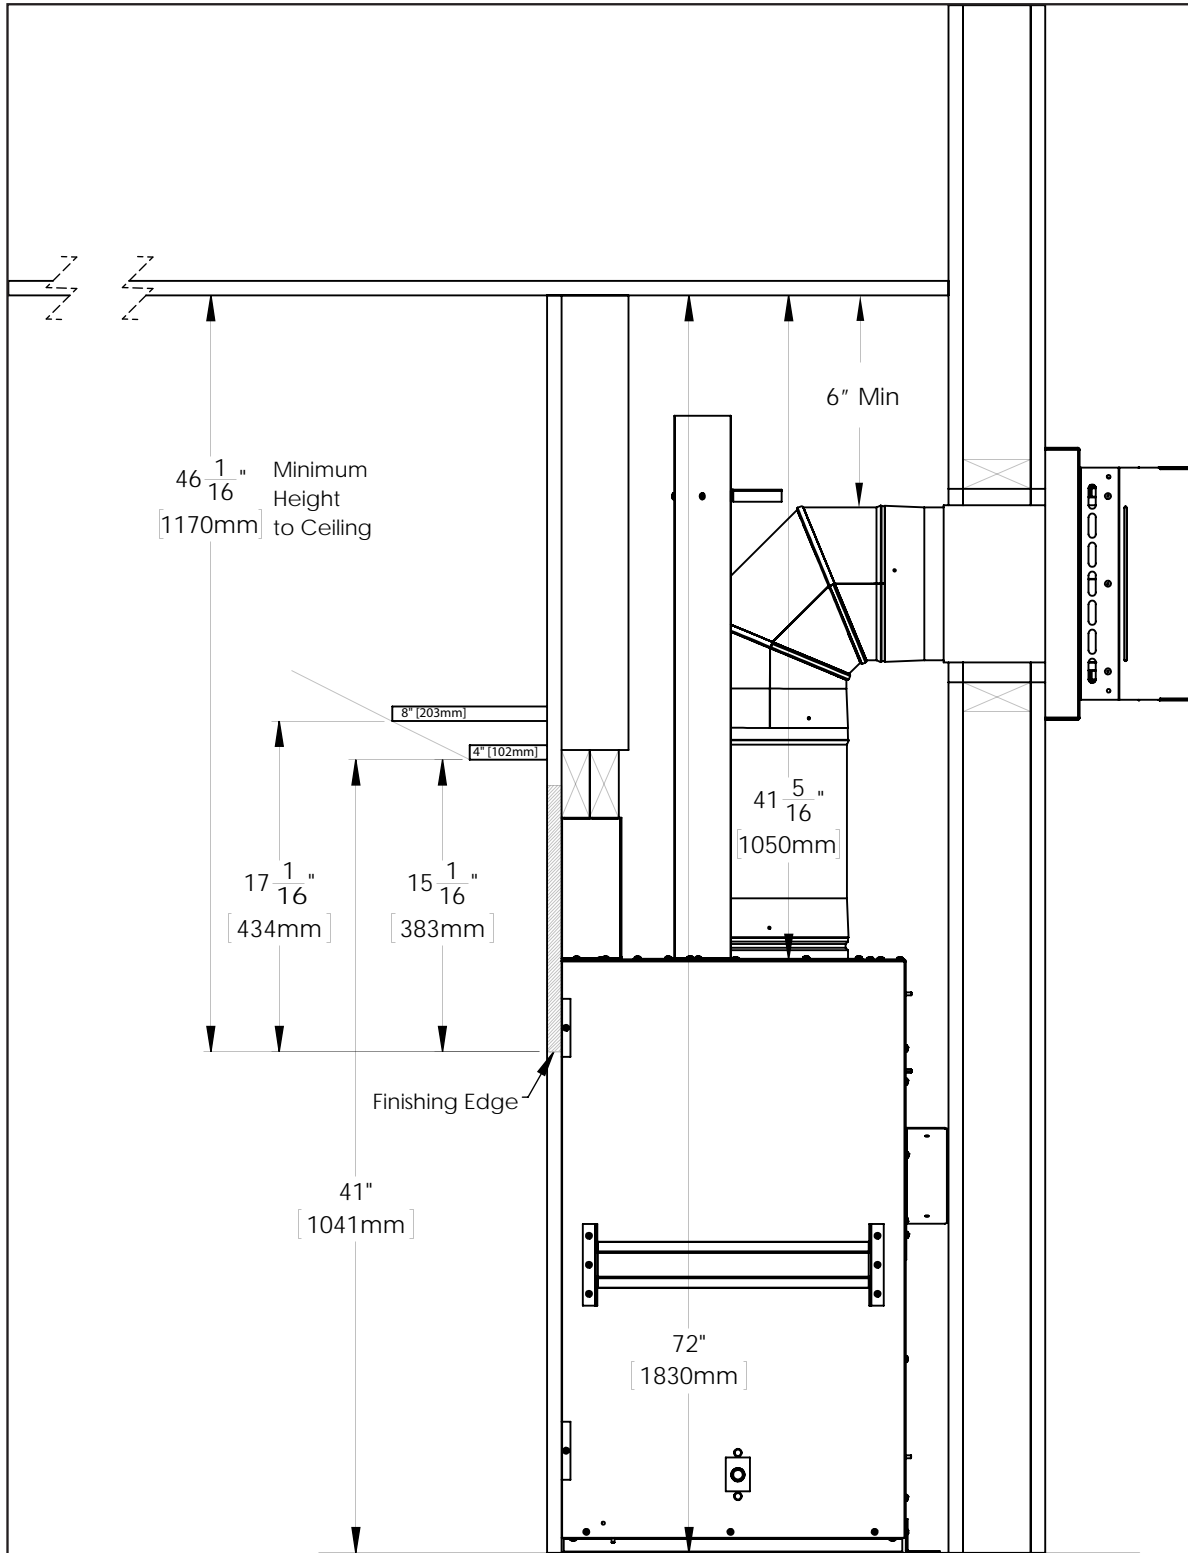 6" Min
46 1/16"
[1170mm]
Minimum
Height
to Ceiling
8" [203mm]
4" [102mm]
41 5/16"
[1050mm]
17 1/16"
[434mm]
15 1/16"
[383mm]
Finishing Edge
41"
[1041mm]
72"
[1830mm]